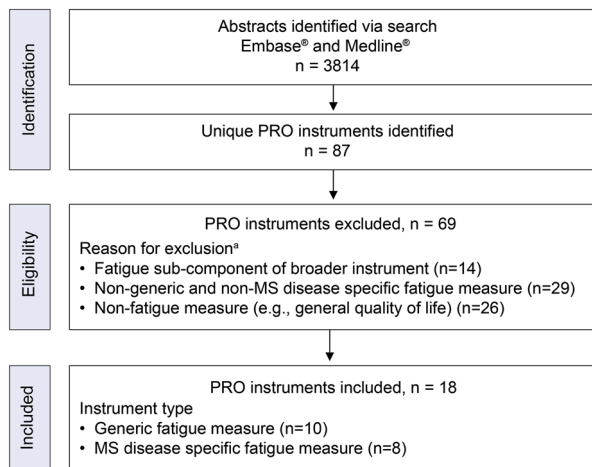 Identification
Abstracts identified via search
Embase® and Medline®
n = 3814
Unique PRO instruments identified
n = 87
Eligibility
PRO instruments excluded, n = 69
Reason for exclusionᵃ
• Fatigue sub-component of broader instrument (n=14)
• Non-generic and non-MS disease specific fatigue measure (n=29)
• Non-fatigue measure (e.g., general quality of life) (n=26)
Included
PRO instruments included, n = 18
Instrument type
• Generic fatigue measure (n=10)
• MS disease specific fatigue measure (n=8)